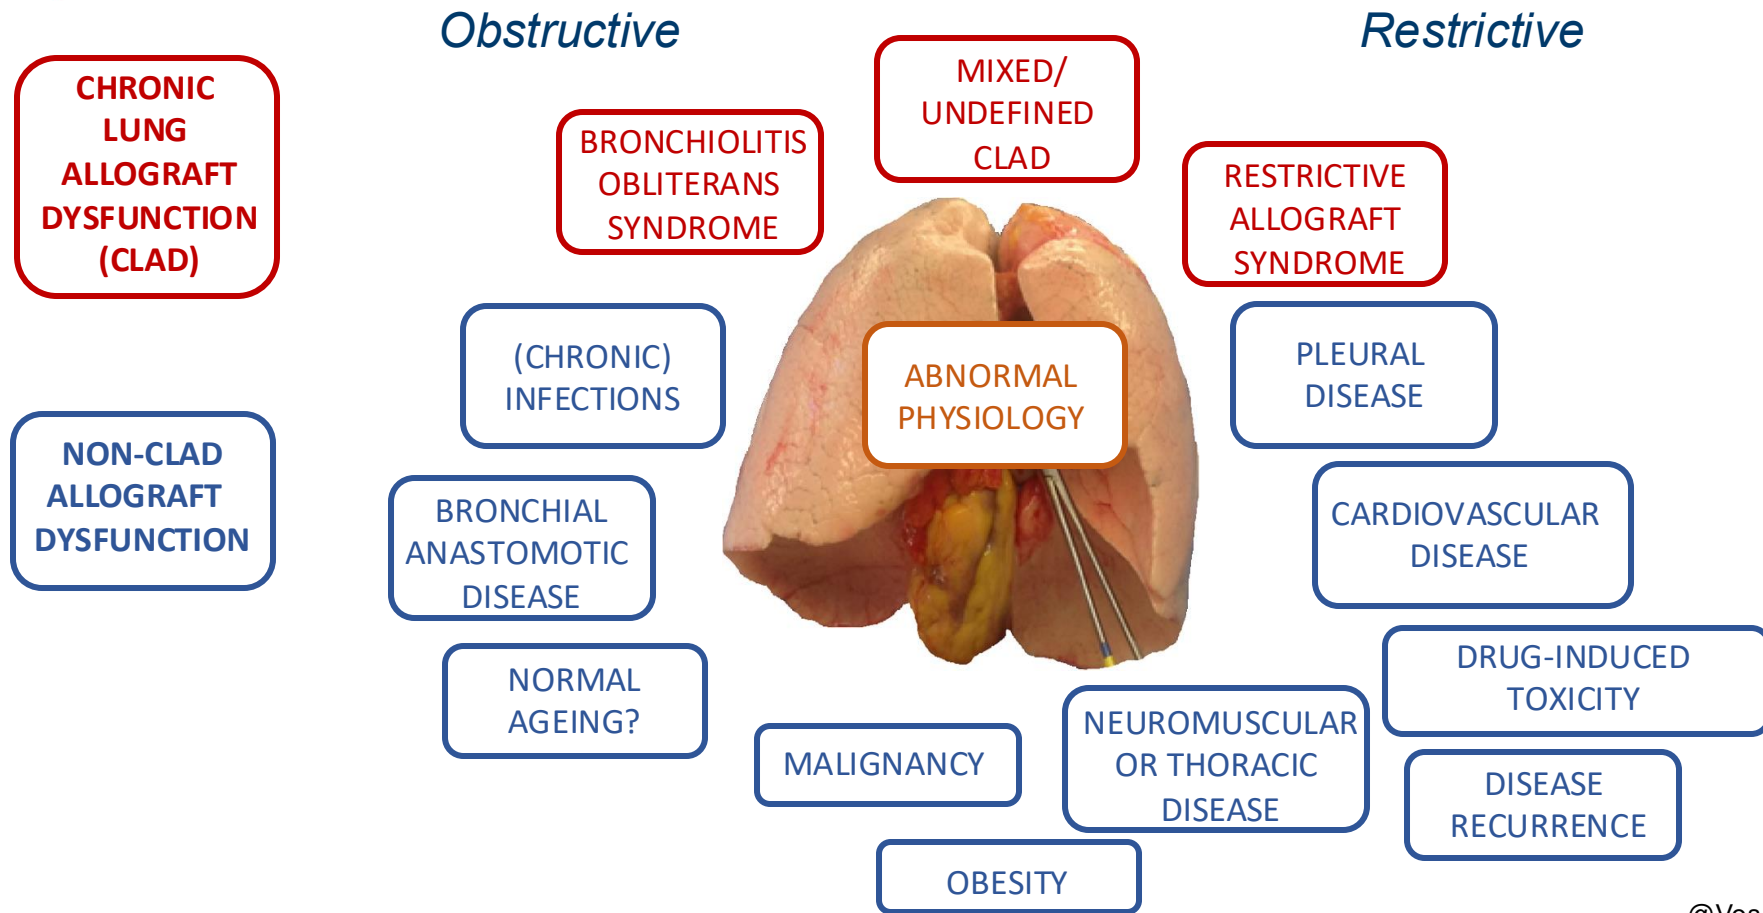 Obstructive
Restrictive
CHRONIC
LUNG
ALLOGRAFT
DYSFUNCTION
(CLAD)
MIXED/
UNDEFINED
CLAD
BRONCHIOLITIS
OBLITERANS
SYNDROME
RESTRICTIVE
ALLOGRAFT
SYNDROME
(CHRONIC)
INFECTIONS
ABNORMAL
PHYSIOLOGY
PLEURAL
DISEASE
NON-CLAD
ALLOGRAFT
DYSFUNCTION
BRONCHIAL
ANASTOMOTIC
DISEASE
CARDIOVASCULAR
DISEASE
NORMAL
AGEING?
DRUG-INDUCED
TOXICITY
MALIGNANCY
NEUROMUSCULAR
OR THORACIC
DISEASE
DISEASE
RECURRENCE
OBESITY